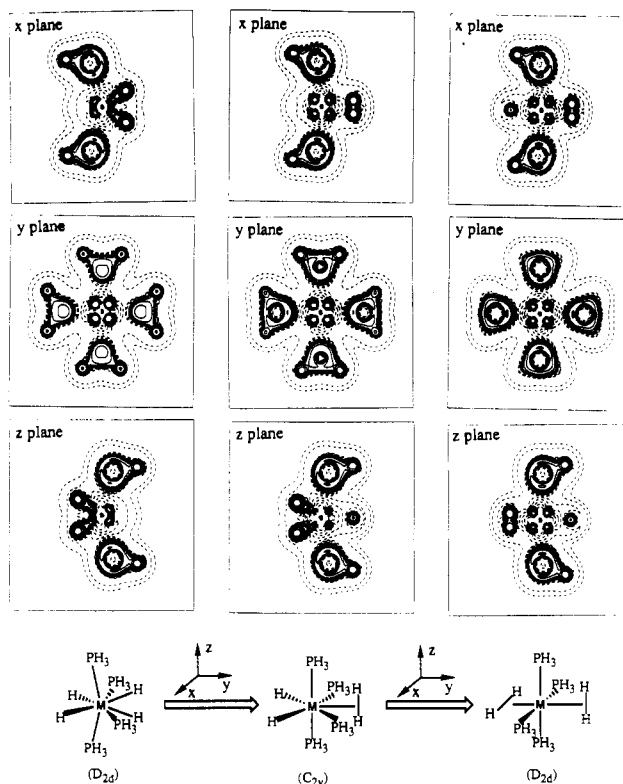 x plane
x plane
x plane
y plane
y plane
y plane
z plane
z plane
z plane
PH3
H
PH3
H
M
H
PH3
H
PH3
(D2d)
z
x
y
PH3
H
PH3
M
H
H
H
PH3
PH3
(C2v)
z
x
y
PH3
H
H
PH3
M
H
H
PH3
PH3
(D2d)